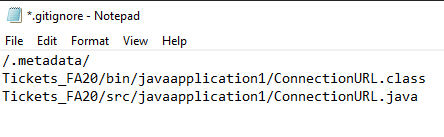 *.gitignore - Notepad
File Edit Format View Help
/.metadata/
Tickets_FA20/bin/javaapplication1/ConnectionURL.class
Tickets_FA20/src/javaapplication1/ConnectionURL.java